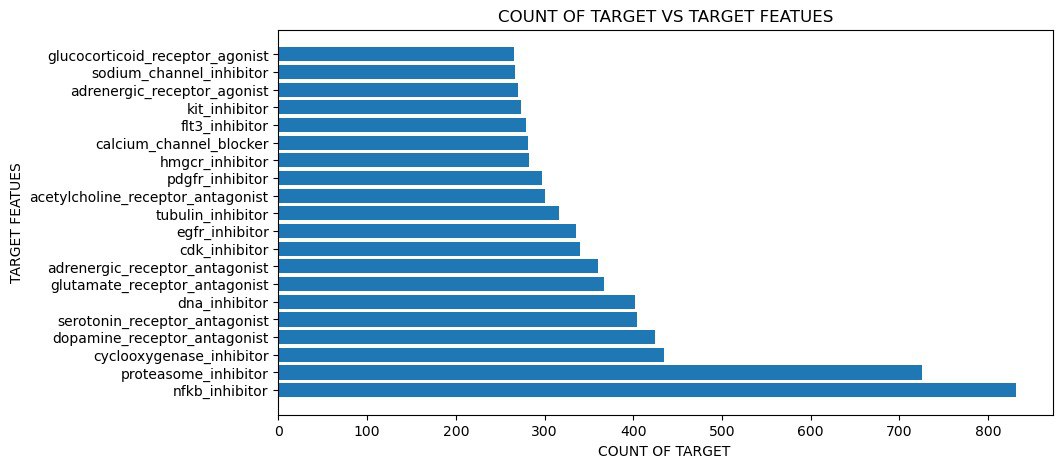 COUNT OF TARGET VS TARGET FEATUES
TARGET FEATUES
glucocorticoid_receptor_agonist
sodium_channel_inhibitor
adrenergic_receptor_agonist
kit_inhibitor
flt3_inhibitor
calcium_channel_blocker
hmgcr_inhibitor
pdgfr_inhibitor
acetylcholine_receptor_antagonist
tubulin_inhibitor
egfr_inhibitor
cdk_inhibitor
adrenergic_receptor_antagonist
glutamate_receptor_antagonist
dna_inhibitor
serotonin_receptor_antagonist
dopamine_receptor_antagonist
cyclooxygenase_inhibitor
proteasome_inhibitor
nfkb_inhibitor
0 100 200 300 400 500 600 700 800
COUNT OF TARGET